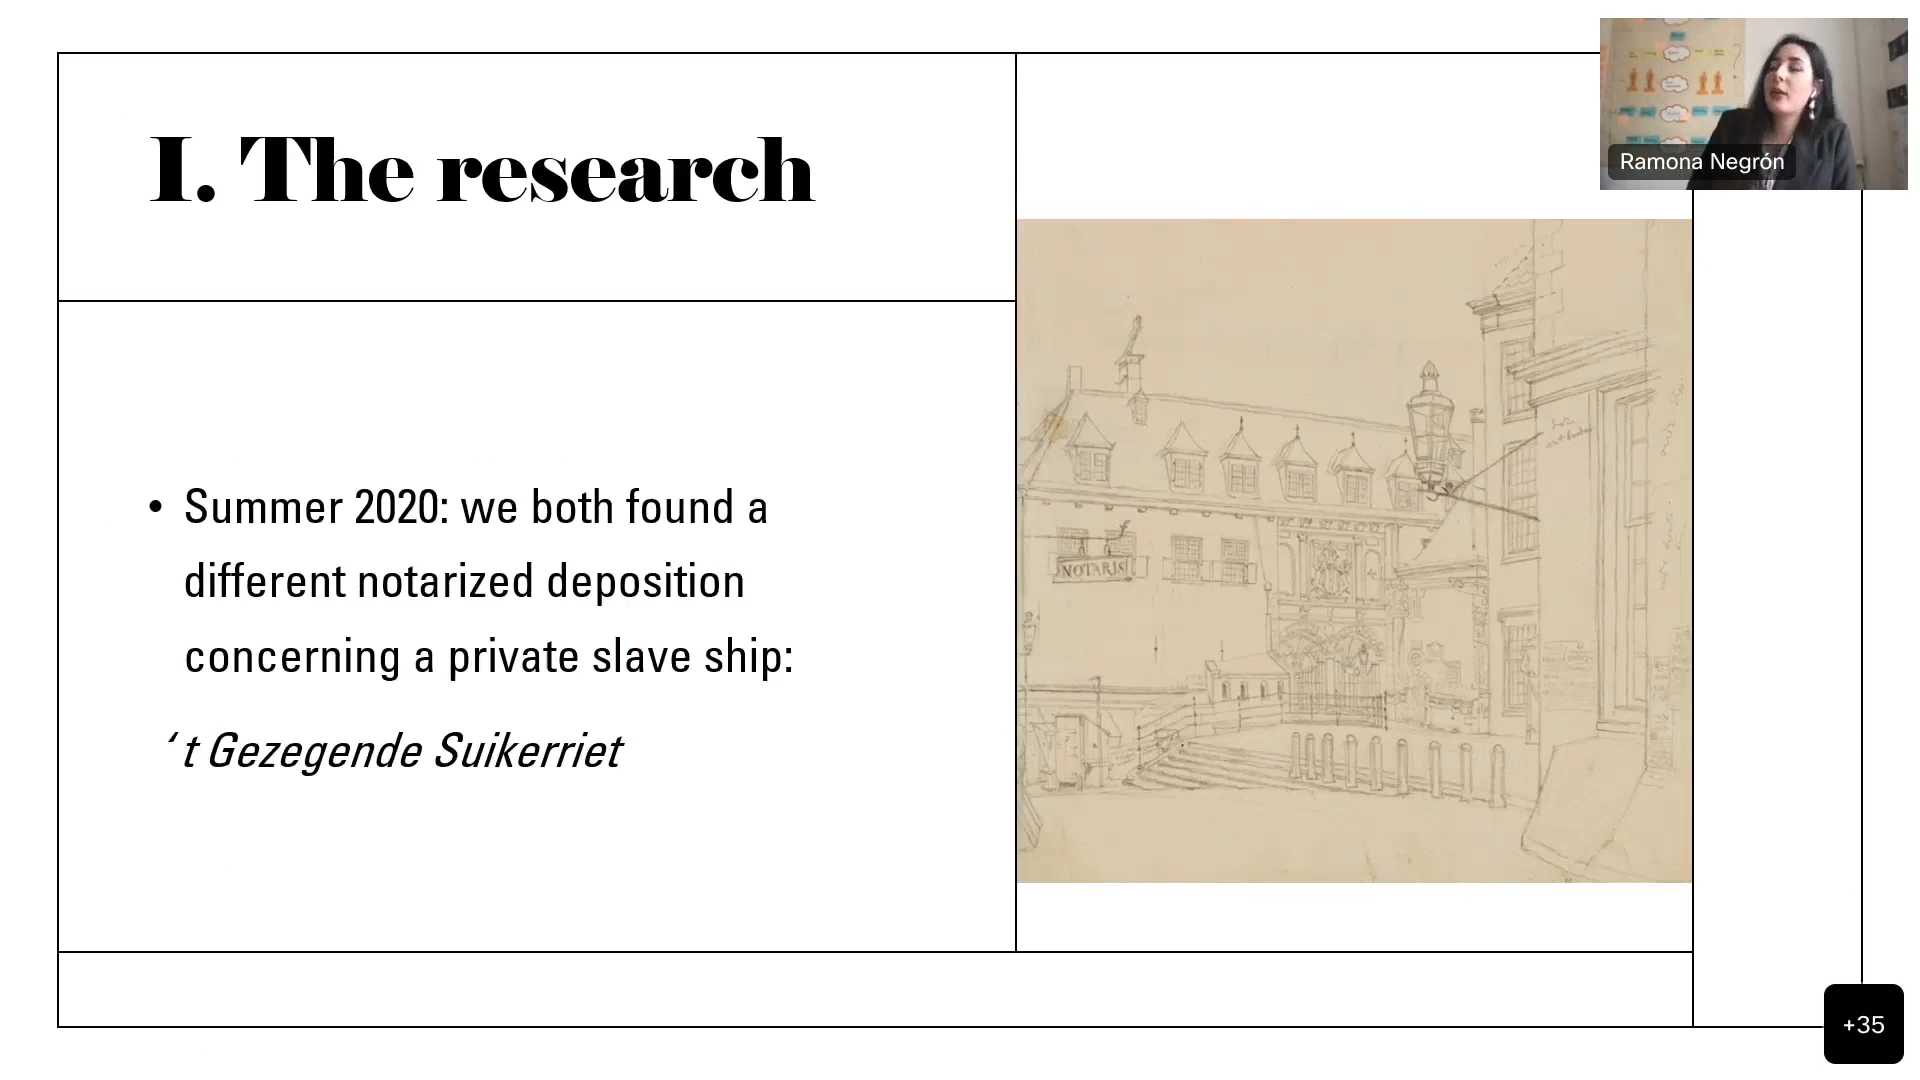 I. The research
Ramona Negrón
• Summer 2020: we both found a
different notarized deposition
concerning a private slave ship:
‘t Gezegende Suikerriet
NOTARIS
+35